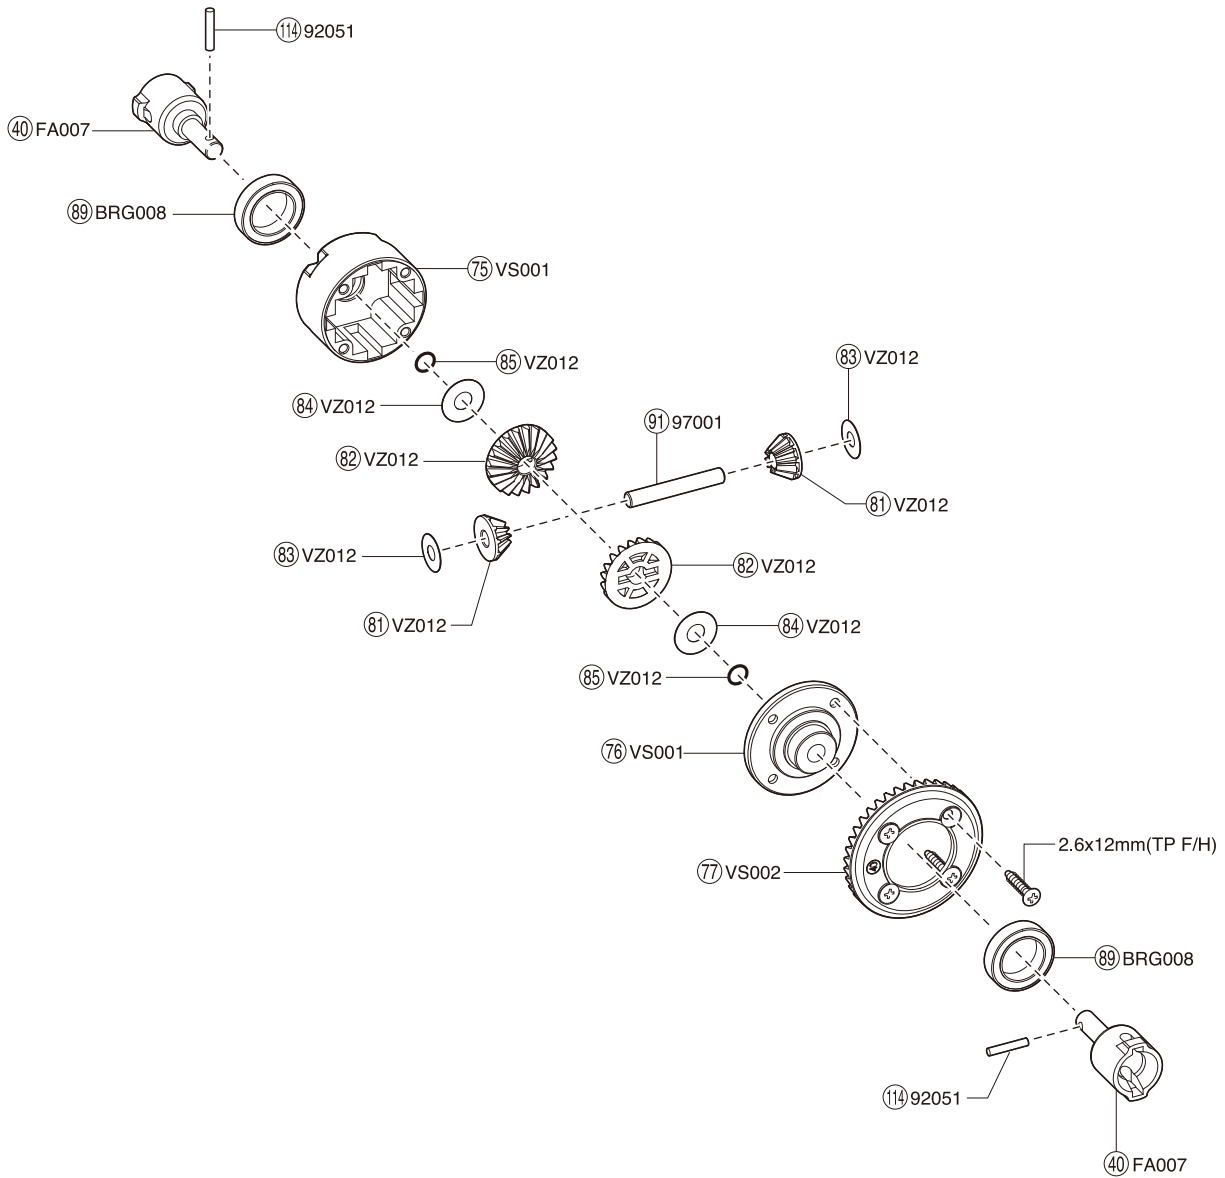 114 92051
40 FA007
89 BRG008
75 VS001
85 VZ012
83 VZ012
84 VZ012
91 97001
82 VZ012
81 VZ012
83 VZ012
82 VZ012
81 VZ012
84 VZ012
85 VZ012
76 VS001
2.6x12mm(TP F/H)
77 VS002
89 BRG008
114 92051
40 FA007